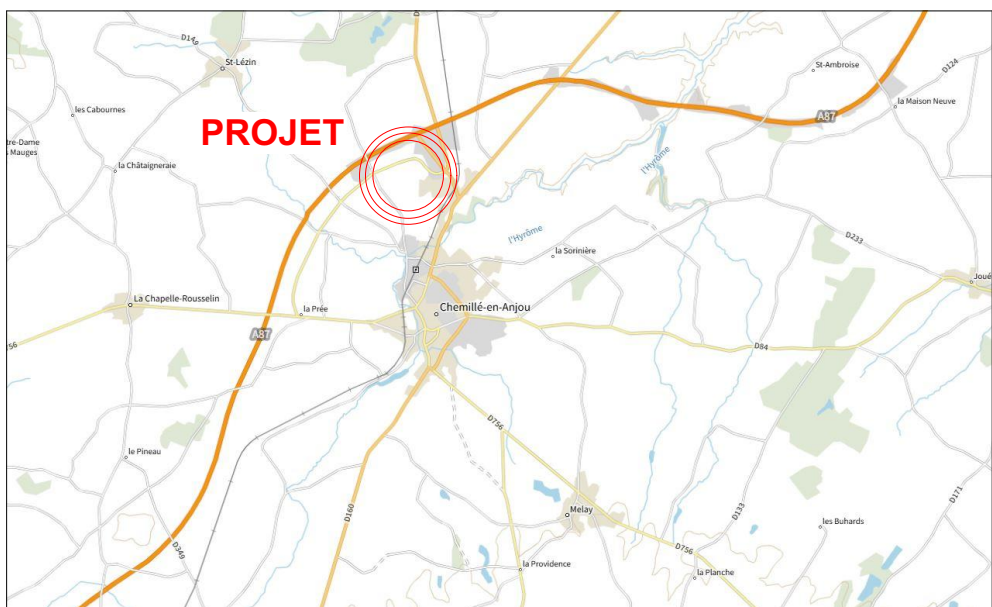 D149
St-Lézin
D
St-Ambroise
D124
les Cabournes
la Maison Neuve
A87
PROJET
tre-Dame
s Mauges
la Châtaigneraie
l'Hyrôme
l'Hyrôme
D233
la Sorinière
Joué
La Chapelle-Rousselin
la Prée
Chemillé-en-Anjou
A87
756
D84
D756
le Pineau
D160
Melay
D133
D171
les Buhards
D349
D756
la Providence
la Planche